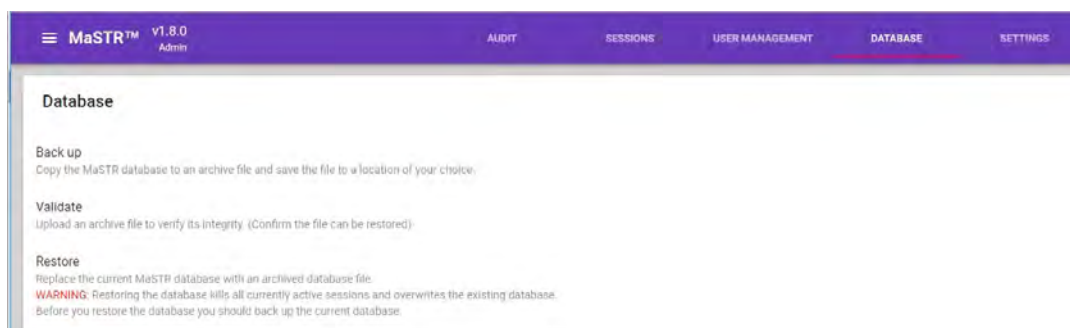 MaSTR™ v1.8.0
Admin
AUDIT SESSIONS USER MANAGEMENT DATABASE SETTINGS
Database
Back up
Copy the MaSTR database to an archive file and save the file to a location of your choice.
Validate
Upload an archive file to verify its integrity. (Confirm the file can be restored)
Restore
Replace the current MaSTR database with an archived database file.
WARNING: Restoring the database kills all currently active sessions and overwrites the existing database.
Before you restore the database you should back up the current database.